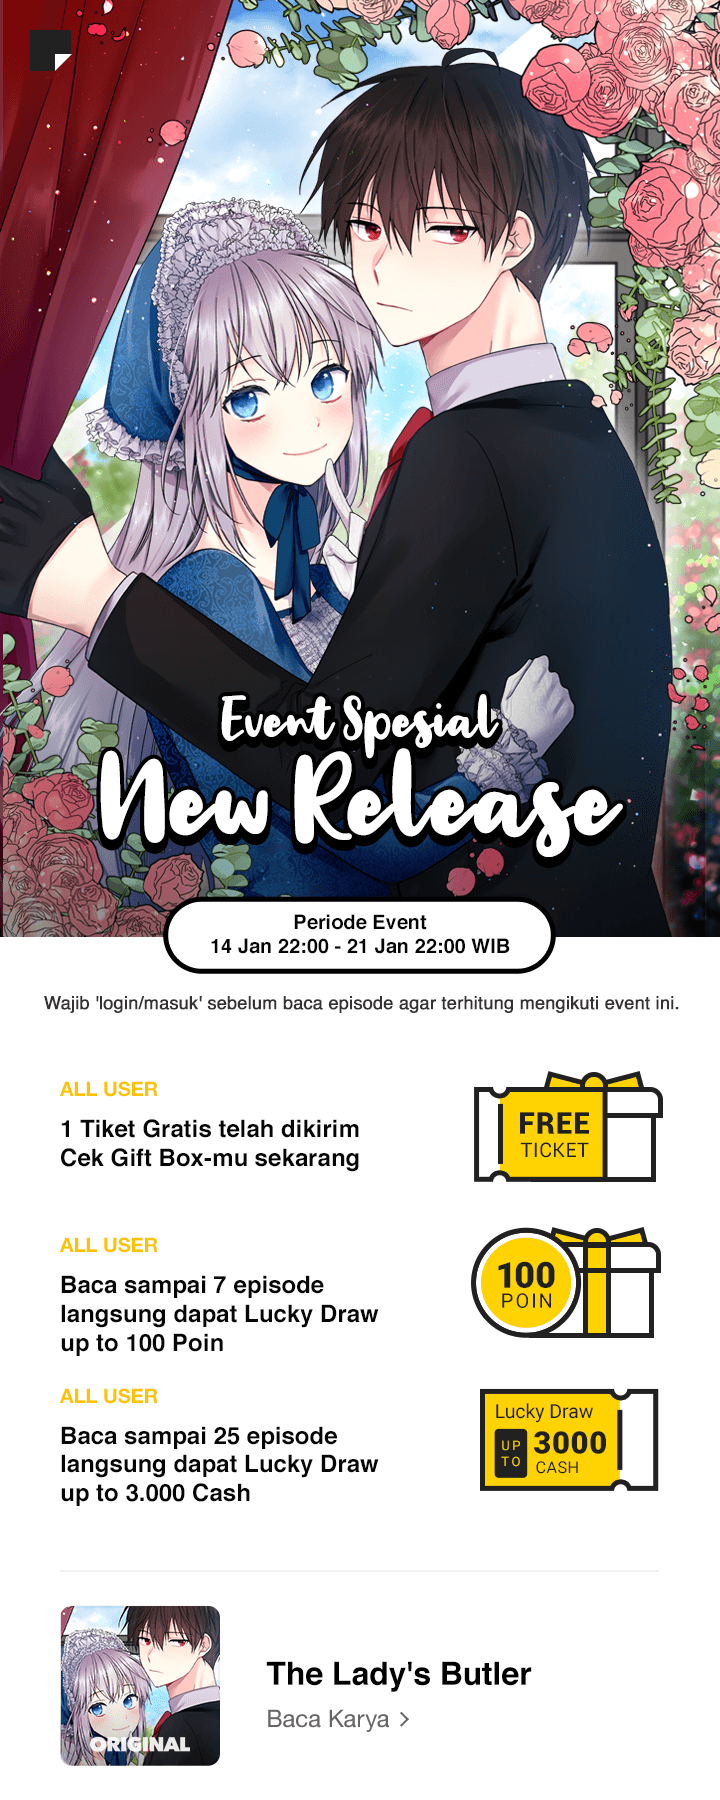 Event Spesial
New Release
Periode Event
14 Jan 22:00 - 21 Jan 22:00 WIB
Wajib 'login/masuk' sebelum baca episode agar terhitung mengikuti event ini.
ALL USER
1 Tiket Gratis telah dikirim
Cek Gift Box-mu sekarang
FREE
TICKET
ALL USER
Baca sampai 7 episode
langsung dapat Lucky Draw
up to 100 Poin
100
POIN
ALL USER
Baca sampai 25 episode
langsung dapat Lucky Draw
up to 3.000 Cash
Lucky Draw
UP TO 3000
CASH
ORIGINAL
The Lady's Butler
Baca Karya >